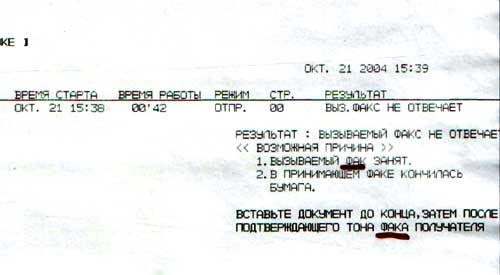 КЕ ]
ОКТ. 21 2004 15:39
ВРЕМЯ СТАРТА ВРЕМЯ РАБОТЫ РЕЖИМ СТР. РЕЗУЛЬТАТ
ОКТ. 21 15:38 00'42 ОТПР. 00 ВЫЗ.ФАКС НЕ ОТВЕЧАЕТ
РЕЗУЛЬТАТ : ВЫЗЫВАЕМЫЙ ФАКС НЕ ОТВЕЧАЕ
<< ВОЗМОЖНАЯ ПРИЧИНА >>
1. ВЫЗЫВАЕМЫЙ ФАК ЗАНЯТ.
2. В ПРИНИМАЮЩЕМ ФАКЕ КОНЧИЛАСЬ
БУМАГА.
ВСТАВЬТЕ ДОКУМЕНТ ДО КОНЦА,ЗАТЕМ ПОСЛЕ
ПОДТВЕРЖДАЮЩЕГО ТОНА ФАКА ПОЛУЧАТЕЛЯ